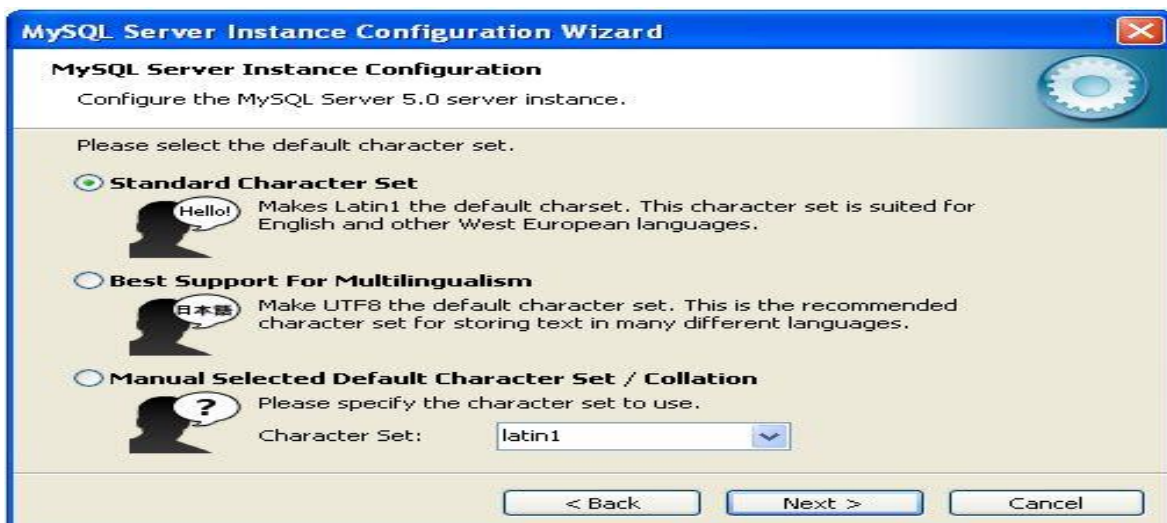 MySQL Server Instance Configuration Wizard
MySQL Server Instance Configuration
Configure the MySQL Server 5.0 server instance.
Please select the default character set.
Standard Character Set
Hello!
Makes Latin1 the default charset. This character set is suited for
English and other West European languages.
Best Support For Multilingualism
日本語
Make UTF8 the default character set. This is the recommended
character set for storing text in many different languages.
Manual Selected Default Character Set / Collation
?
Please specify the character set to use.
Character Set: latin1
< Back Next > Cancel